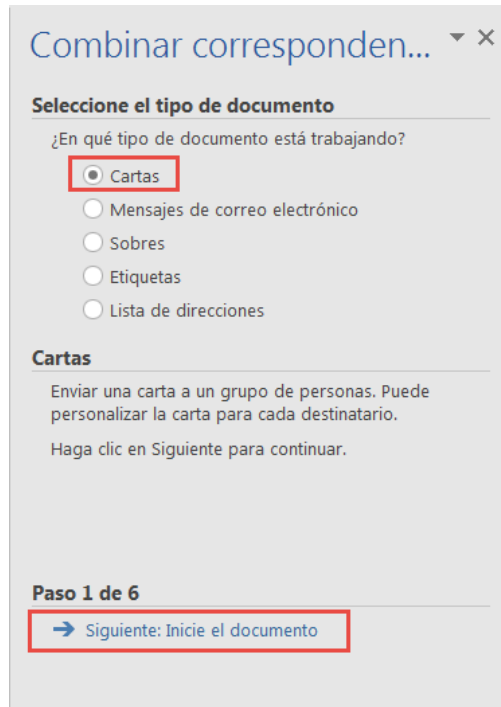 Combinar corresponden...
Seleccione el tipo de documento
¿En qué tipo de documento está trabajando?
Cartas
Mensajes de correo electrónico
Sobres
Etiquetas
Lista de direcciones
Cartas
Enviar una carta a un grupo de personas. Puede
personalizar la carta para cada destinatario.
Haga clic en Siguiente para continuar.
Paso 1 de 6
Siguiente: Inicie el documento